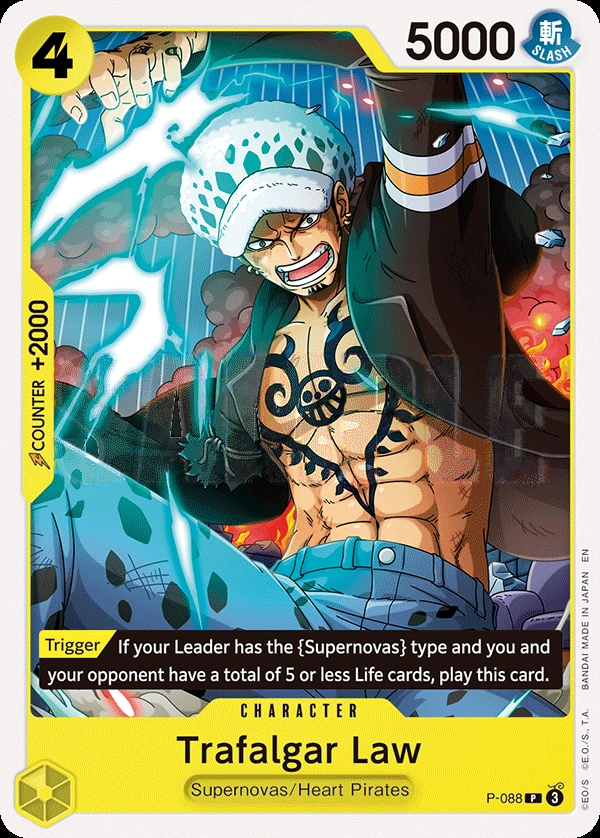 4
5000
斬
SLASH
COUNTER +2000
SAMPLE
Trigger If your Leader has the {Supernovas} type and you and
your opponent have a total of 5 or less Life cards, play this card.
CHARACTER
Trafalgar Law
Supernovas/Heart Pirates
P-088 P 3
©EO/S ©E.O./S., T.A. BANDAI MADE IN JAPAN EN